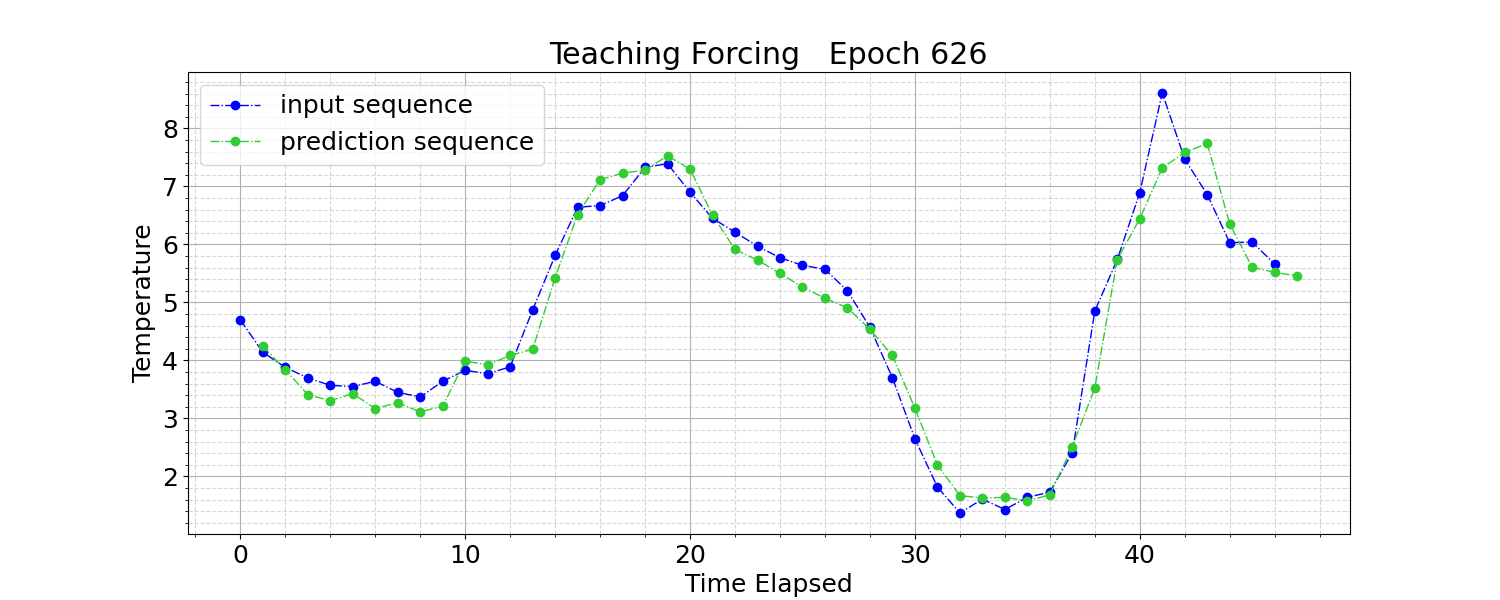 Teaching Forcing   Epoch 626
input sequence
prediction sequence
Temperature
8
7
6
5
4
3
2
0 10 20 30 40
Time Elapsed